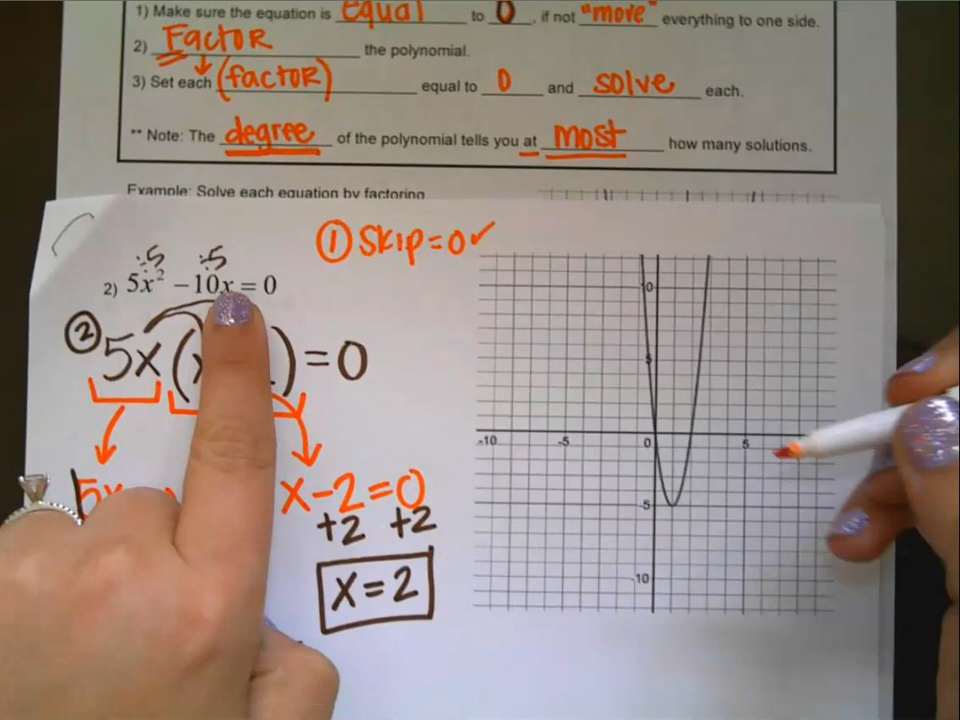 1) Make sure the equation is equal to 0, if not "move" everything to one side.
2) Factor the polynomial.
3) Set each (factor) equal to 0 and solve each.
** Note: The degree of the polynomial tells you at most how many solutions.
Example: Solve each equation by factoring
① Skip = 0 ✓
÷5 ÷5
2) 5x² – 10x = 0
② 5x ( ) = 0
5x
x – 2 = 0
+2 +2
x = 2
10
5
-10 -5 0 5
-5
-10